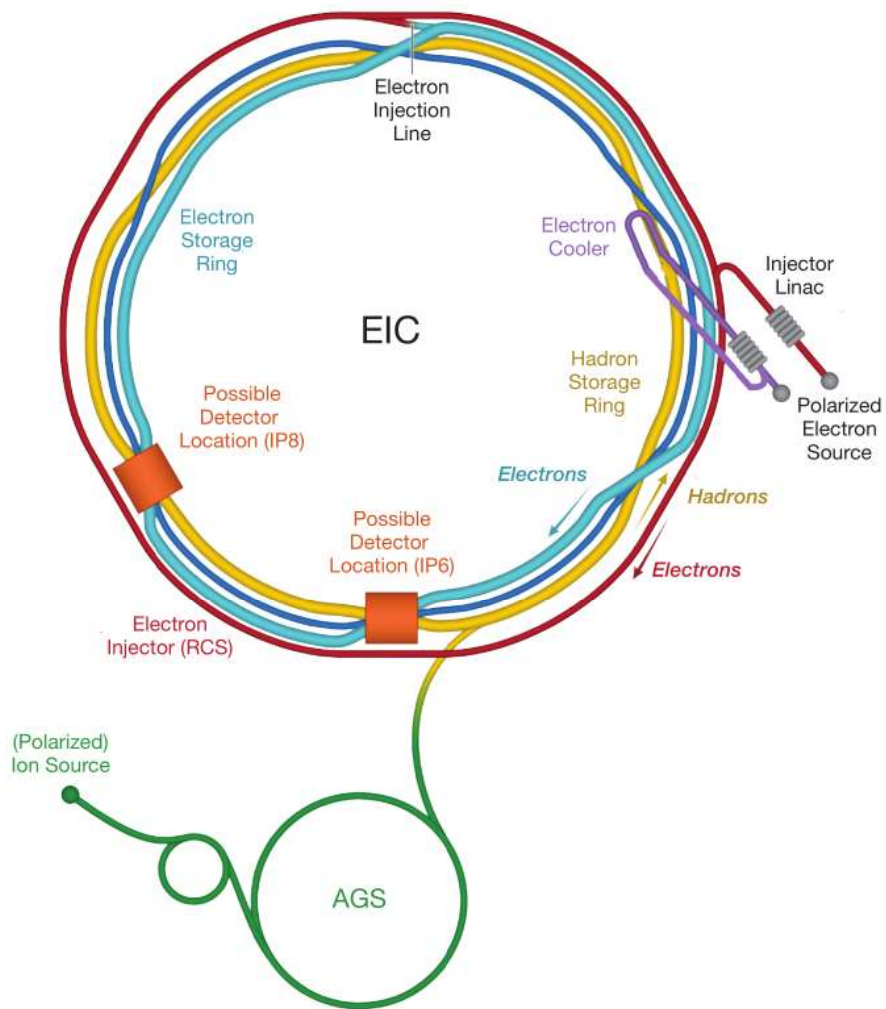 Electron
Injection
Line
Electron
Storage
Ring
Electron
Cooler
Injector
Linac
EIC
Hadron
Storage
Ring
Polarized
Electron
Source
Possible
Detector
Location (IP8)
Electrons
Hadrons
Possible
Detector
Location (IP6)
Electrons
Electron
Injector (RCS)
(Polarized)
Ion Source
AGS